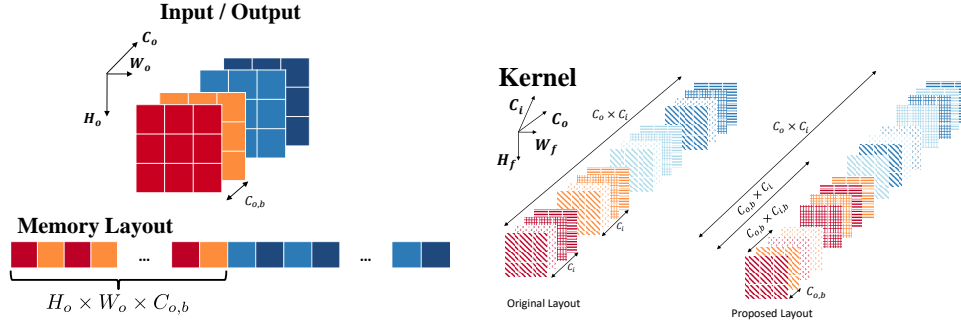 Input / Output
C_o
W_o
H_o
C_{o,b}
Memory Layout
...
...
H_o × W_o × C_{o,b}
Kernel
C_i
C_o
W_f
H_f
C_o × C_i
C_i
C_i
Original Layout
C_o × C_i
C_{o,b} × C_i
C_{o,b} × C_{i,b}
C_{o,b}
Proposed Layout